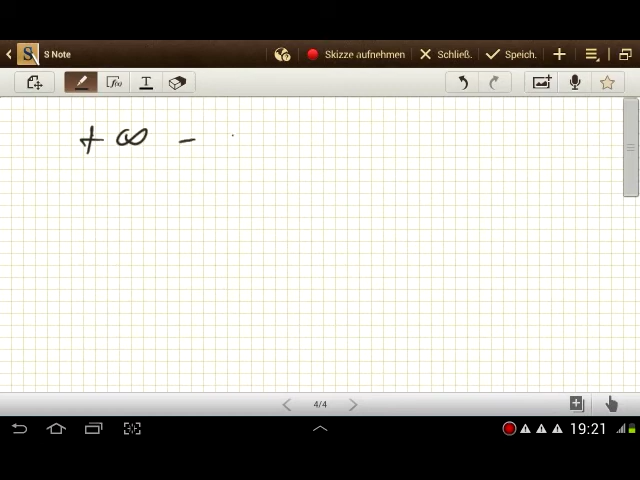 S Note Skizze aufnehmen Schließ. Speich.
f(x) T
+ ∞ -
4/4
19:21